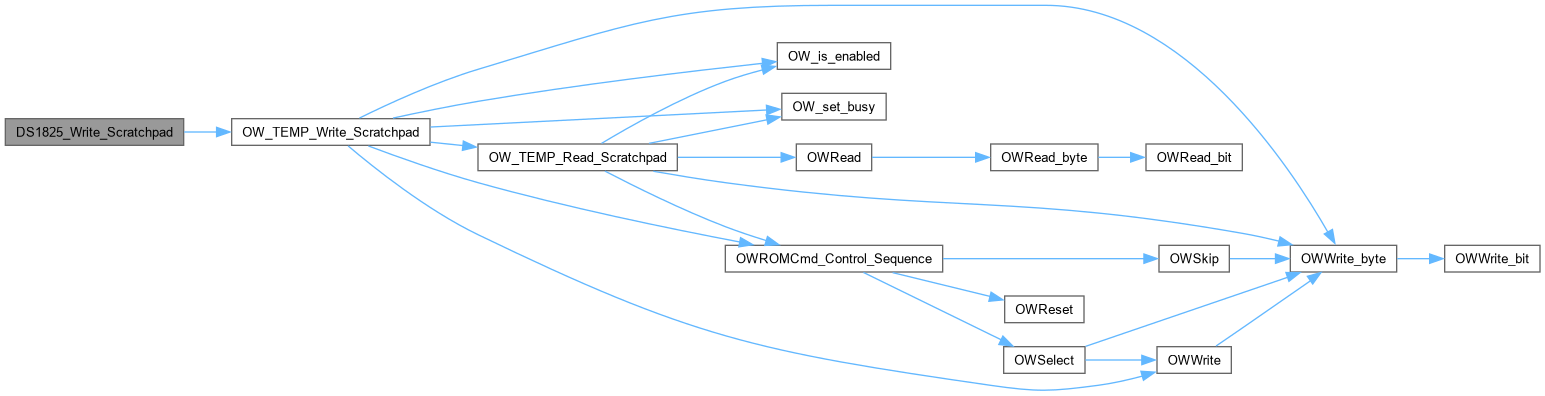 DS1825_Write_Scratchpad
OW_TEMP_Write_Scratchpad
OW_TEMP_Read_Scratchpad
OW_is_enabled
OW_set_busy
OWRead
OWRead_byte
OWRead_bit
OWROMCmd_Control_Sequence
OWSkip
OWReset
OWSelect
OWWrite
OWWrite_byte
OWWrite_bit